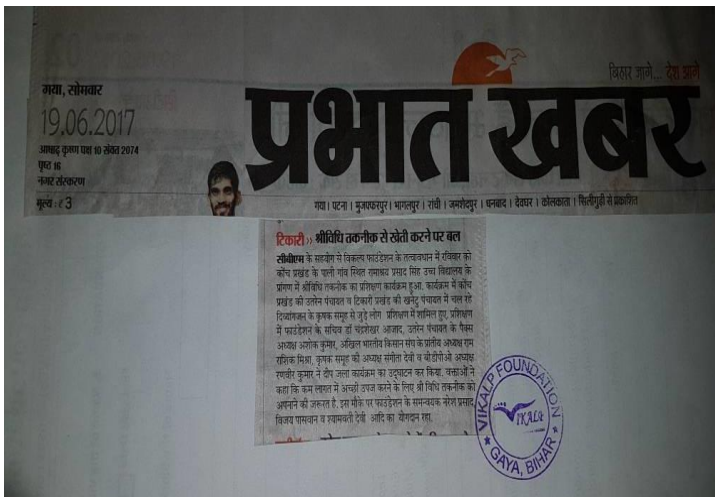 बिहार जागे... देश आगे
गया, सोमवार
19.06.2017
आषाढ़ कृष्ण पक्ष 10 संवत 2074
पृष्ठ 16
नगर संस्करण
मूल्य : ₹ 3
प्रभात खबर
गया | पटना | मुजफ्फरपुर | भागलपुर | रांची | जमशेदपुर | धनबाद | देवघर | कोलकाता | सिलीगुड़ी से प्रकाशित
टिकारी >> श्रीविधि तकनीक से खेती करने पर बल
सीबीएम के सहयोग से विकल्प फाउंडेशन के तत्वावधान में रविवार को
कोंच प्रखंड के पाली गांव स्थित रामाश्रय प्रसाद सिंह उच्च विद्यालय के
प्रांगण में श्रीविधि तकनीक का प्रशिक्षण कार्यक्रम हुआ. कार्यक्रम में कोंच
प्रखंड की उतरेन पंचायत व टिकारी प्रखंड की खनेटु पंचायत में चल रहे
दिव्यांगजन के कृषक समूह से जुड़े लोग प्रशिक्षण में शामिल हुए. प्रशिक्षण
में फाउंडेशन के सचिव डॉ चंद्रशेखर आजाद, उतरेन पंचायत के पैक्स
अध्यक्ष अशोक कुमार, अखिल भारतीय किसान संघ के प्रांतीय अध्यक्ष राम
राशिक मिश्रा, कृषक समूह की अध्यक्ष संगीता देवी व बीडीपीओ अध्यक्ष
रणवीर कुमार ने दीप जला कार्यक्रम का उद्घाटन कर किया. वक्ताओं ने
कहा कि कम लागत में अच्छी उपज करने के लिए श्री विधि तकनीक को
अपनाने की जरूरत है. इस मौके पर फाउंडेशन के समन्वयक नरेश प्रसाद,
विजय पासवान व श्यामवती देवी आदि का योगदान रहा.
VIKALP FOUNDATION
VIKALP
GAYA, BIHAR